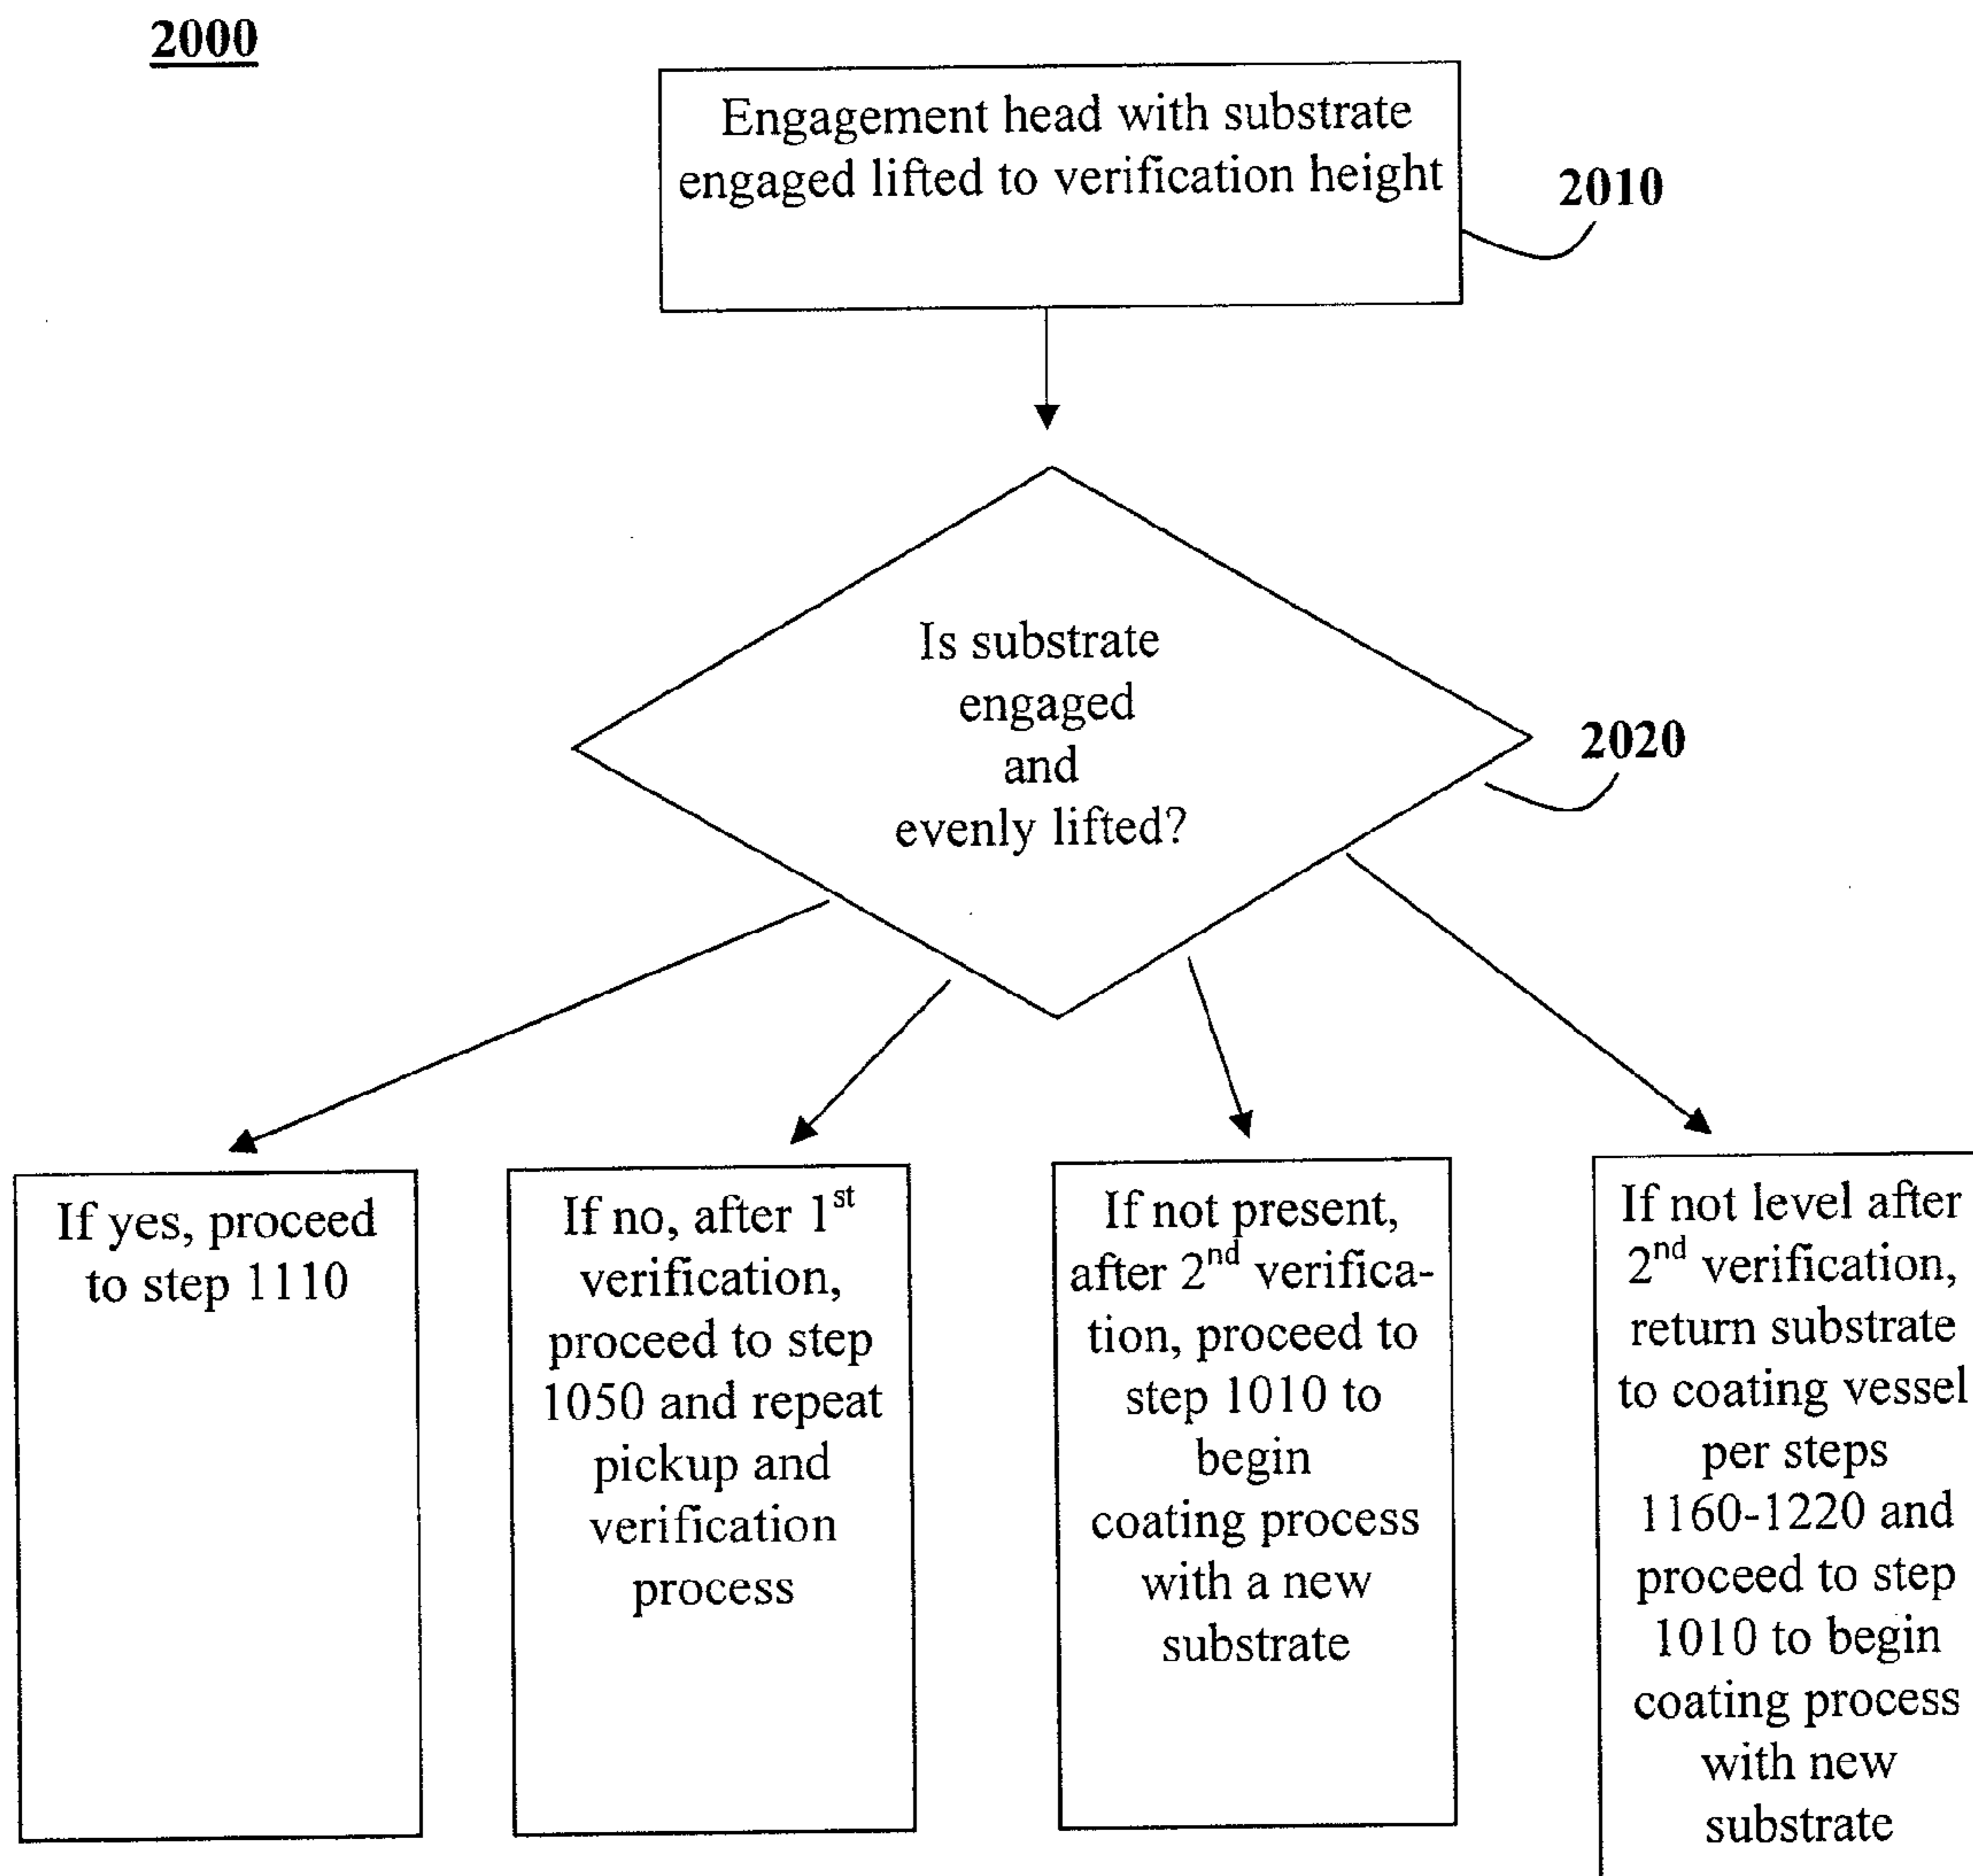 2000
Engagement head with substrate
engaged lifted to verification height
2010
Is substrate
engaged
and
evenly lifted?
2020
If yes, proceed
to step 1110
If no, after 1st
verification,
proceed to step
1050 and repeat
pickup and
verification
process
If not present,
after 2nd verifica-
tion, proceed to
step 1010 to
begin
coating process
with a new
substrate
If not level after
2nd verification,
return substrate
to coating vessel
per steps
1160-1220 and
proceed to step
1010 to begin
coating process
with new
substrate